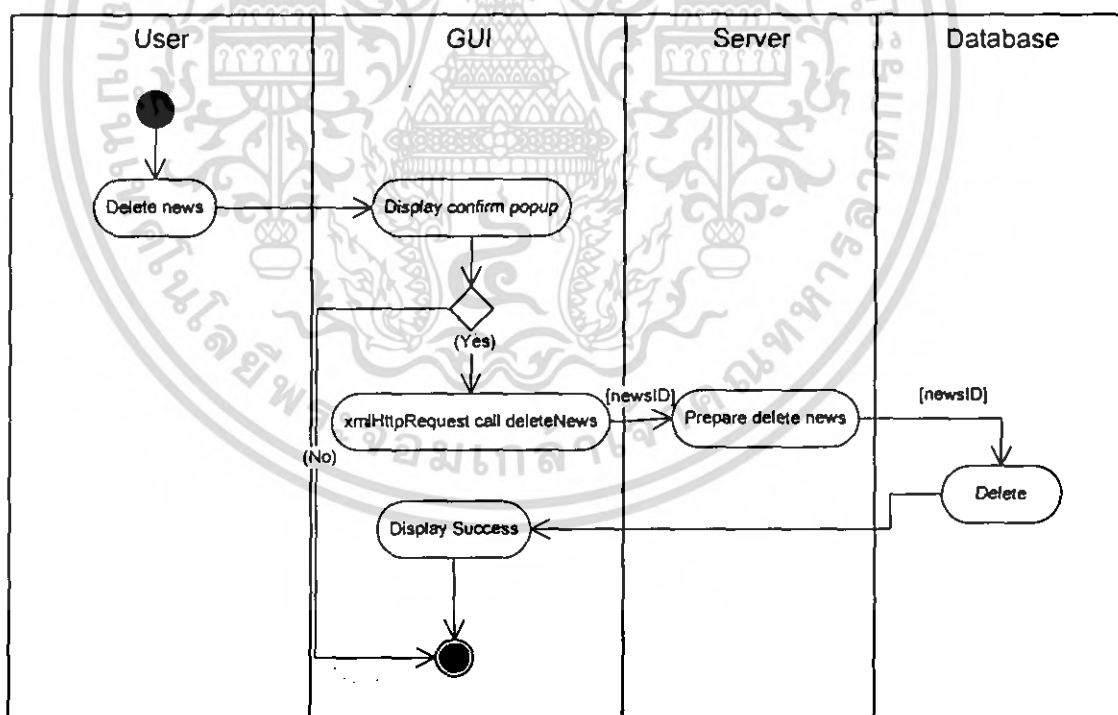 User
GUI
Server
Database
Delete news
Display confirm popup
(Yes)
xmlHttpRequest call deleteNews
[newsID]
Prepare delete news
[newsID]
(No)
Delete
Display Success